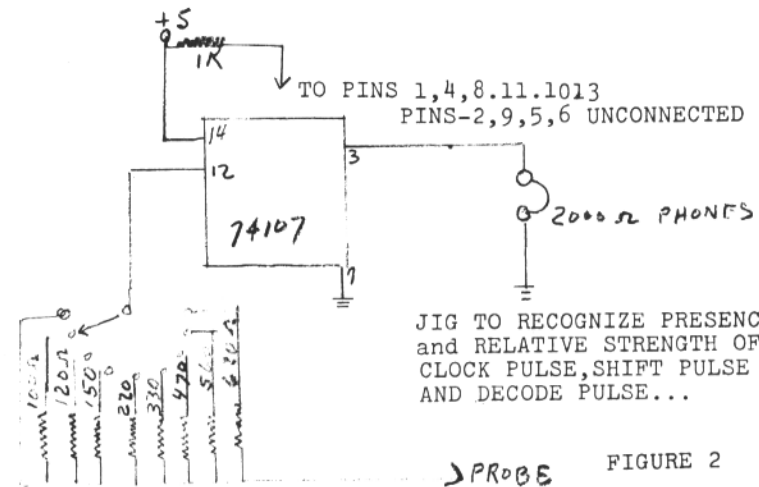 +5
1K
TO PINS 1,4,8.11.1013
PINS-2,9,5,6 UNCONNECTED
14
3
12
74107
2000 Ω PHONES
7
JIG TO RECOGNIZE PRESENC
and RELATIVE STRENGTH OF
CLOCK PULSE,SHIFT PULSE
AND DECODE PULSE...
100Ω
120Ω
150
220
330
470
560
620Ω
PROBE
FIGURE 2